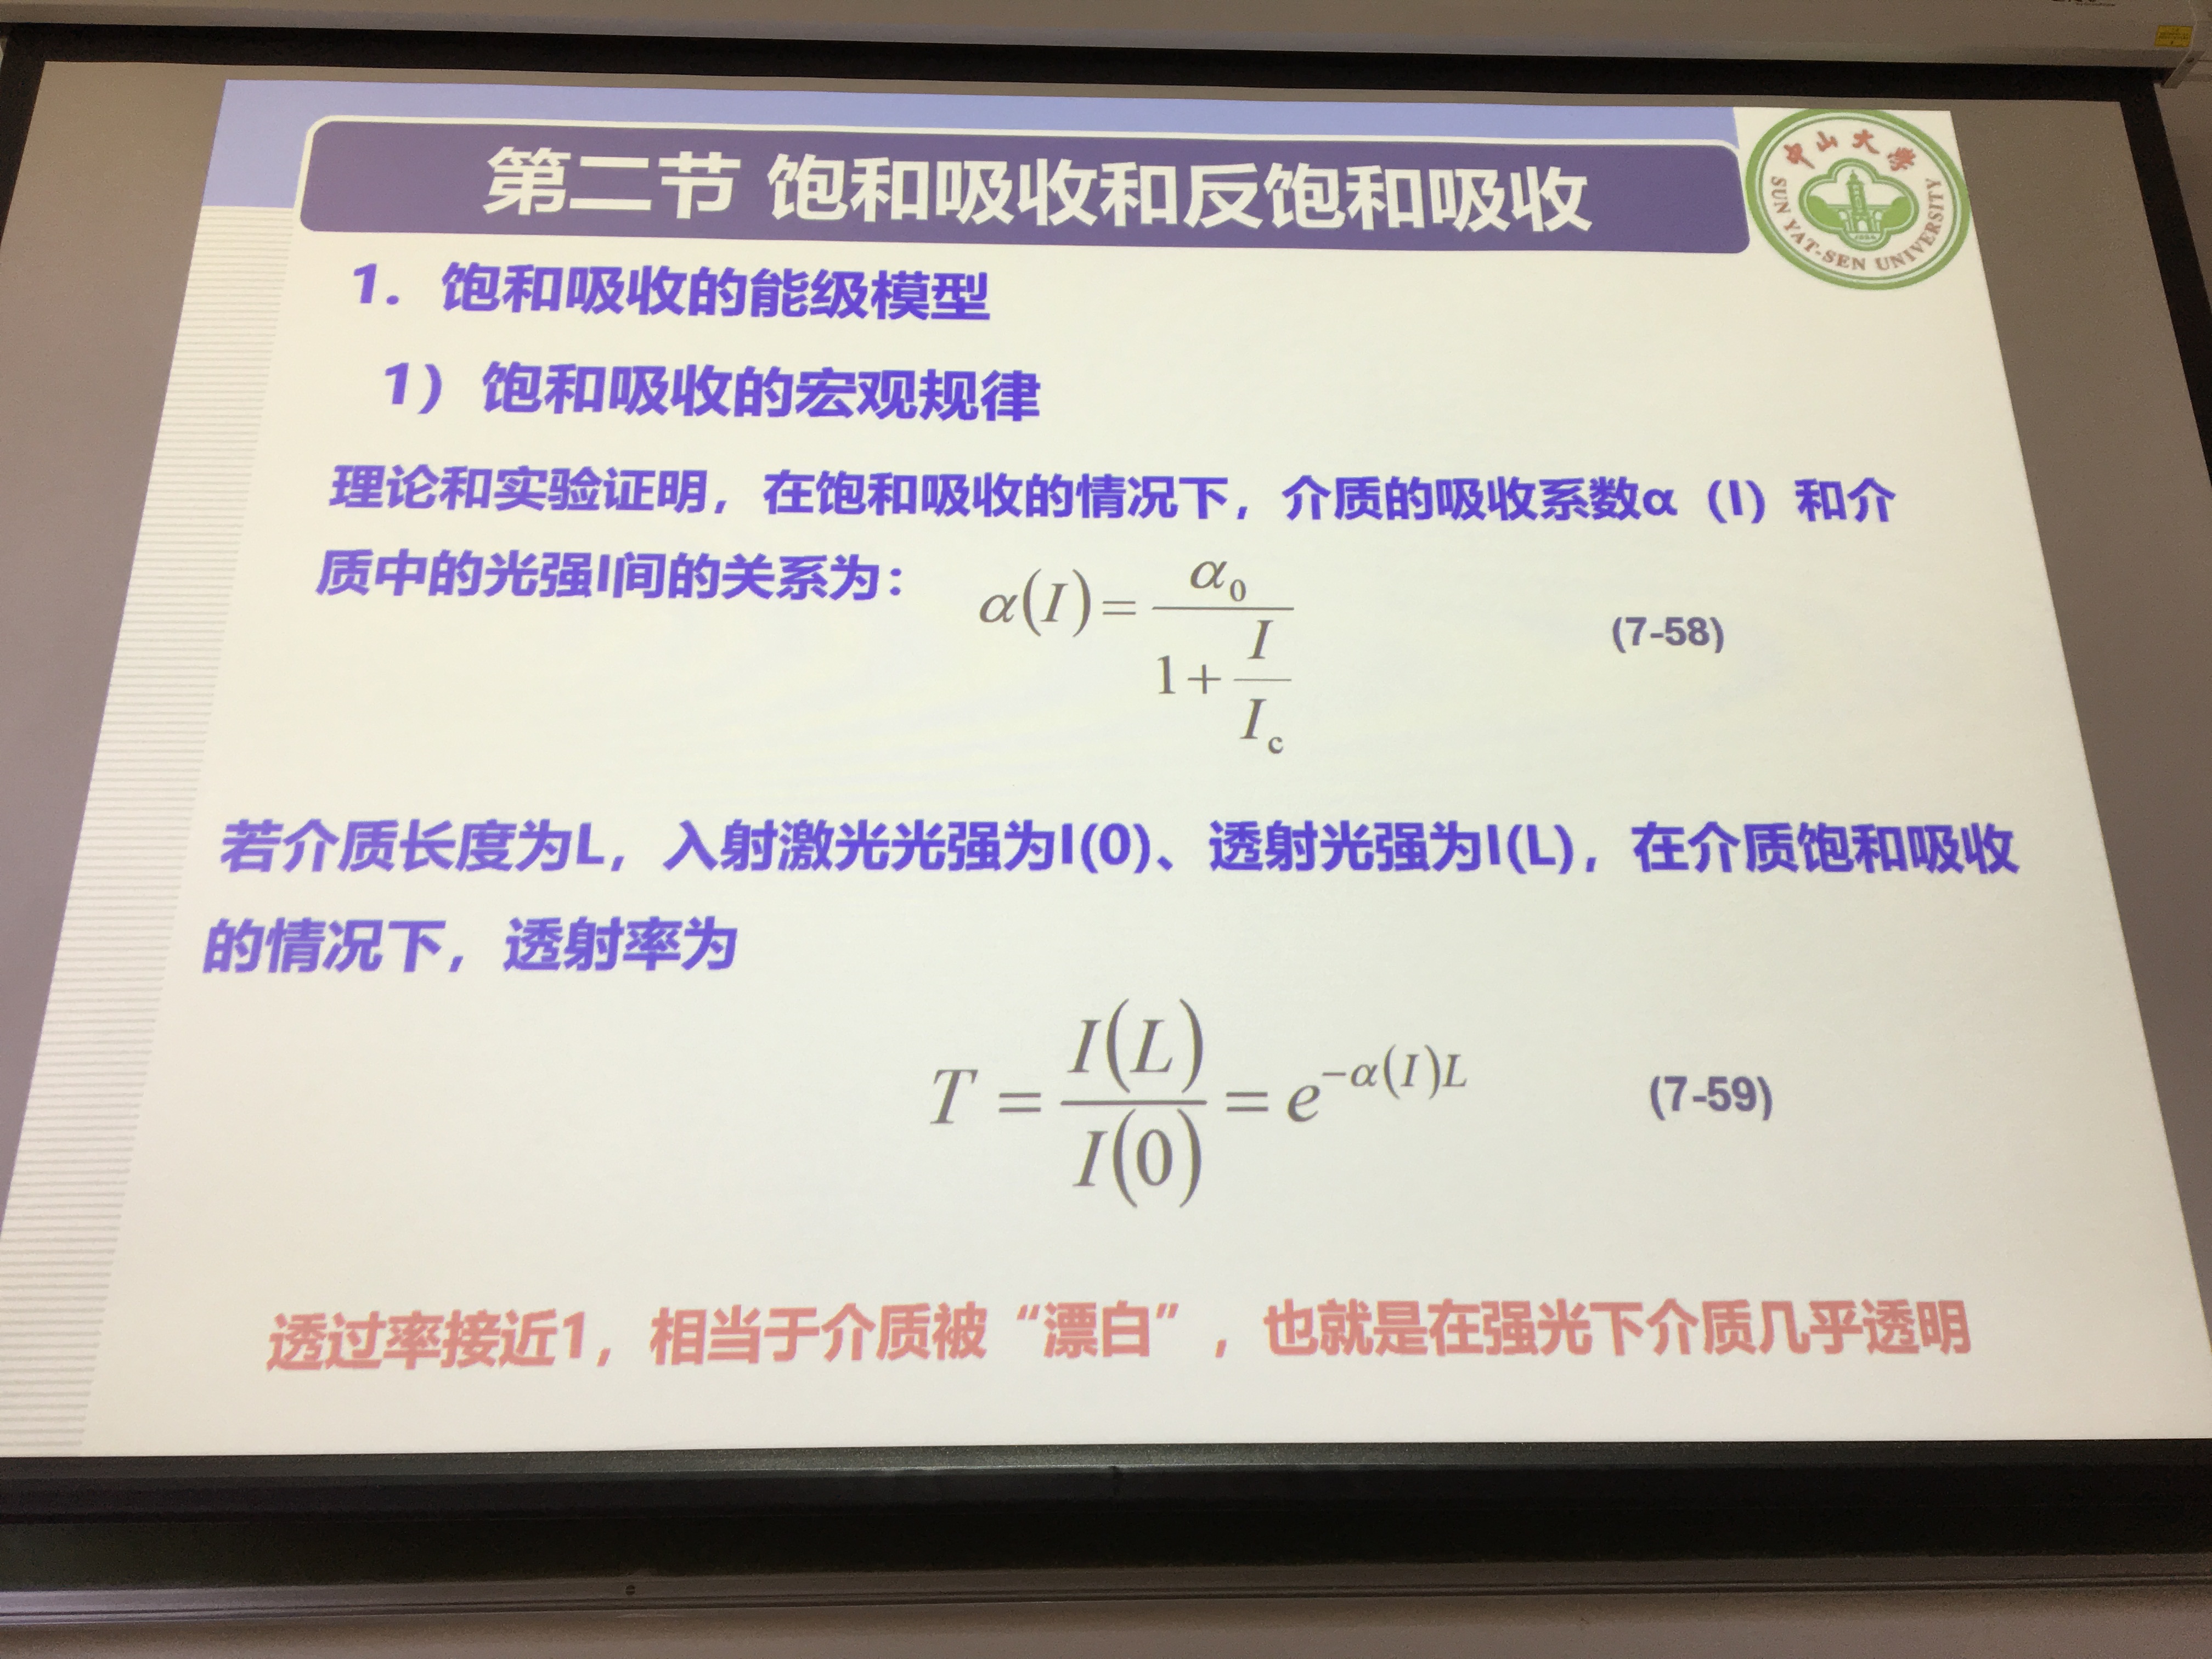 第二节 饱和吸收和反饱和吸收
中山大学
SUN YAT-SEN UNIVERSITY
1. 饱和吸收的能级模型
1）饱和吸收的宏观规律
理论和实验证明，在饱和吸收的情况下，介质的吸收系数α（I）和介
质中的光强I间的关系为：
α(I) = α₀ / (1 + I/I_c) (7-58)
若介质长度为L，入射激光光强为I(0)、透射光强为I(L)，在介质饱和吸收
的情况下，透射率为
T = I(L)/I(0) = e^{-α(I)L} (7-59)
透过率接近1，相当于介质被“漂白”，也就是在强光下介质几乎透明